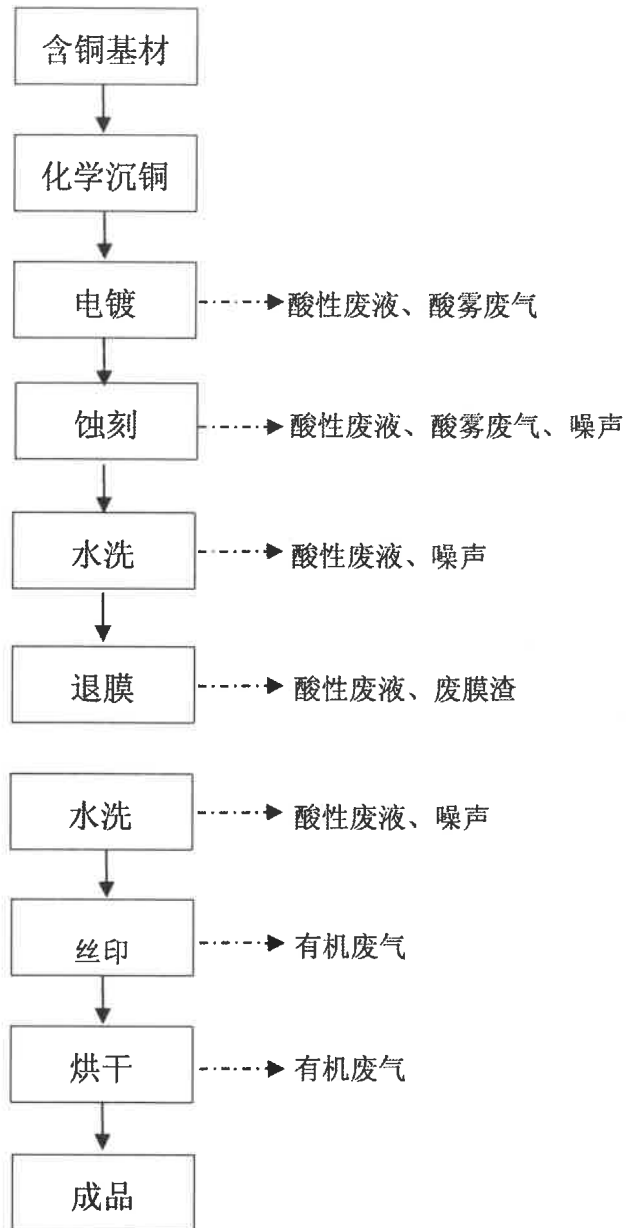 含铜基材
化学沉铜
电镀
酸性废液、酸雾废气
蚀刻
酸性废液、酸雾废气、噪声
水洗
酸性废液、噪声
退膜
酸性废液、废膜渣
水洗
酸性废液、噪声
丝印
有机废气
烘干
有机废气
成品